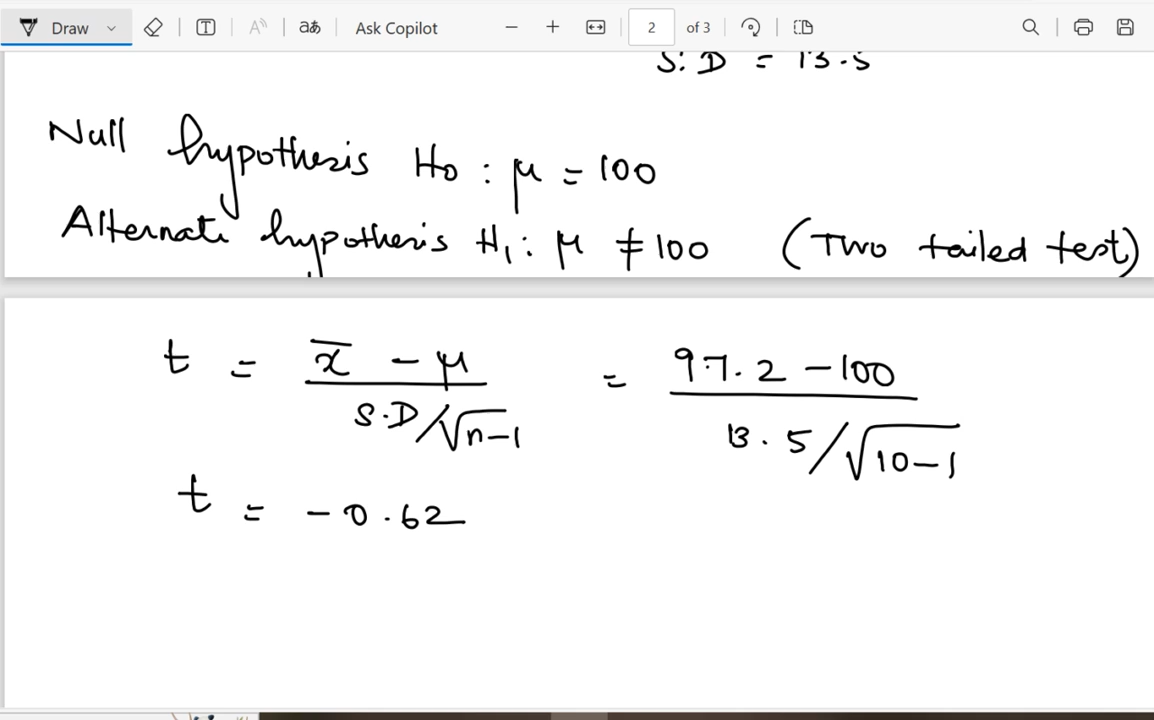 Draw
Ask Copilot
2 of 3
S.D = 13.5
Null hypothesis H0 : μ = 100
Alternate hypothesis H1 : μ ≠ 100 (Two tailed test)
t = x̄ - μ / S.D/√n-1 = 97.2 - 100 / 13.5/√10-1
t = -0.62